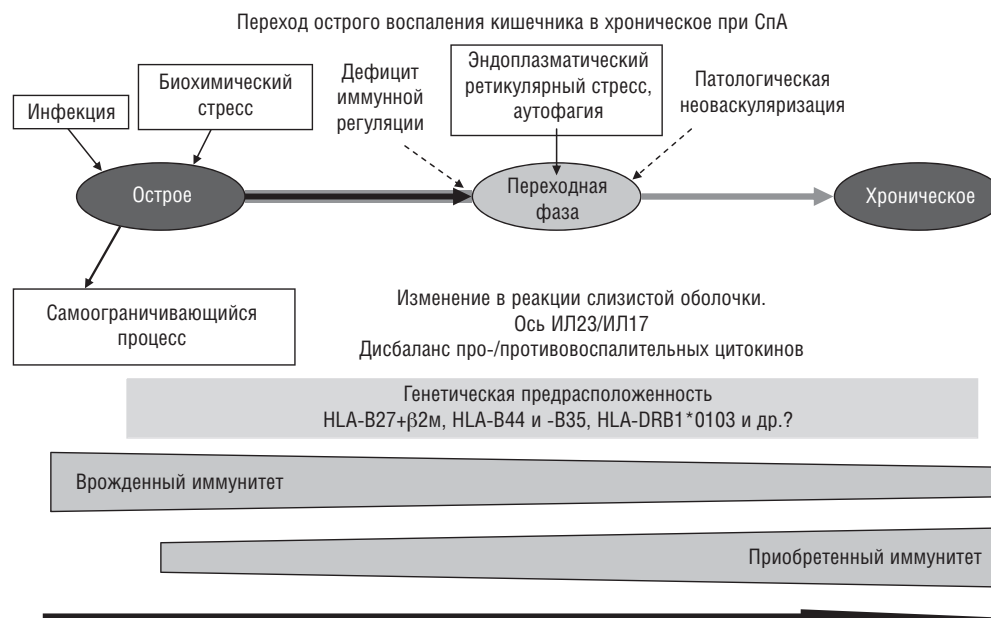 Переход острого воспаления кишечника в хроническое при СпА
Инфекция
Биохимический
стресс
Дефицит
иммунной
регуляции
Эндоплазматический
ретикулярный стресс,
аутофагия
Патологическая
неоваскуляризация
Острое
Переходная
фаза
Хроническое
Самоограничивающийся
процесс
Изменение в реакции слизистой оболочки.
Ось ИЛ23/ИЛ17
Дисбаланс про-/противовоспалительных цитокинов
Генетическая предрасположенность
HLA-B27+β2м, HLA-B44 и -B35, HLA-DRB1*0103 и др.?
Врожденный иммунитет
Приобретенный иммунитет